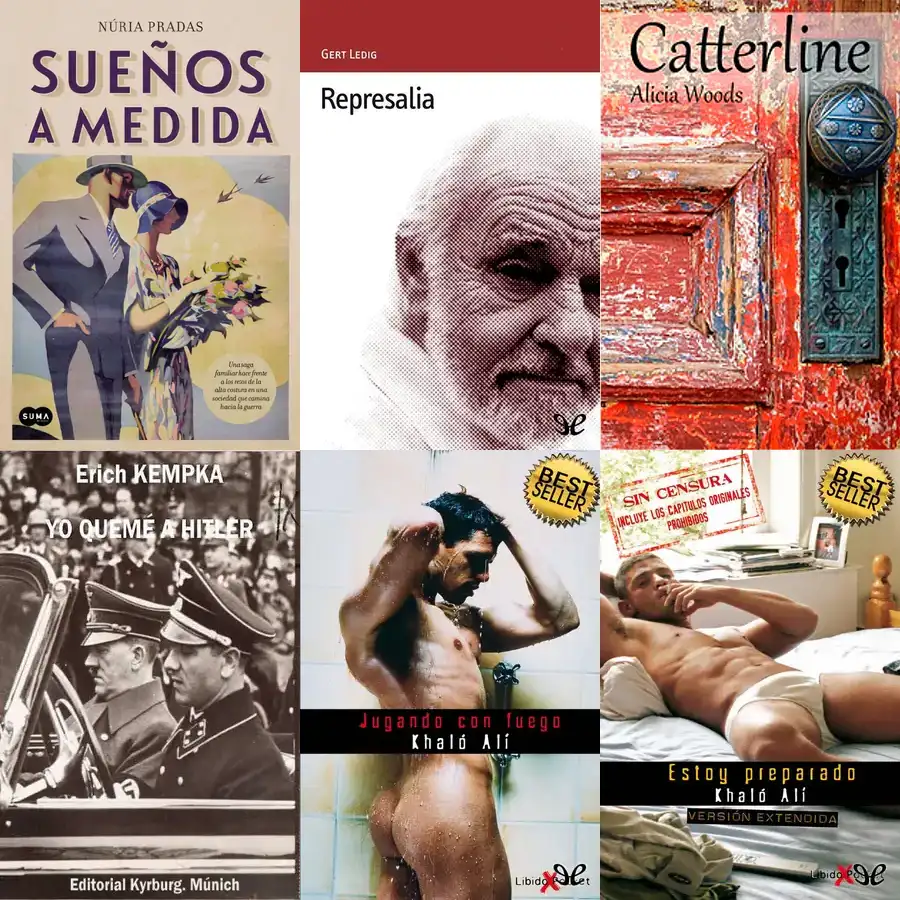 NÚRIA PRADAS
SUEÑOS
A MEDIDA
Una saga
familiar hace frente
a los retos de la
alta costura en una
sociedad que camina
hacia la guerra
SUMA
GERT LEDIG
Represalia
Catterline
Alicia Woods
Erich KEMPKA
YO QUEMÉ A HITLER
Editorial Kyrburg. Múnich
BEST
SELLER
Jugando con fuego
Khaló Alí
Libido
SIN CENSURA
INCLUYE LOS CAPITULOS ORIGINALES
PROHIBIDOS
BEST
SELLER
Estoy preparado
Khaló Alí
VERSIÓN EXTENDIDA